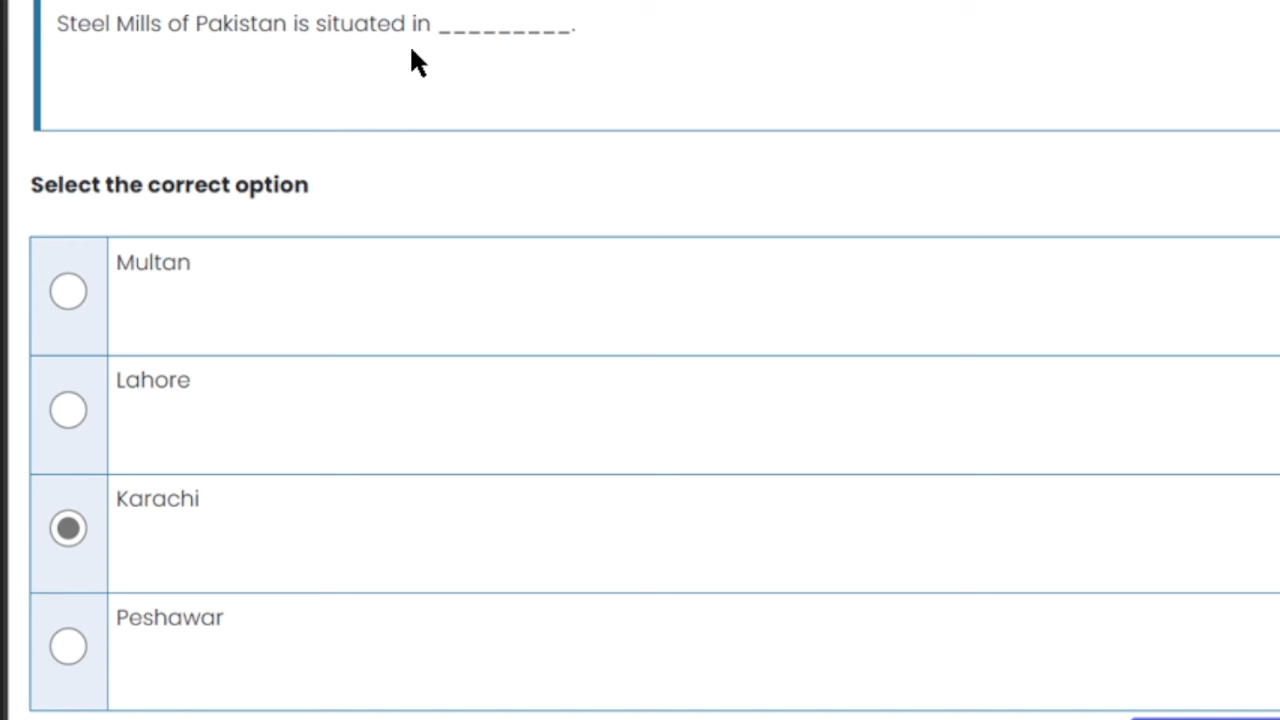 Steel Mills of Pakistan is situated in _________.
Select the correct option
Multan
Lahore
Karachi
Peshawar